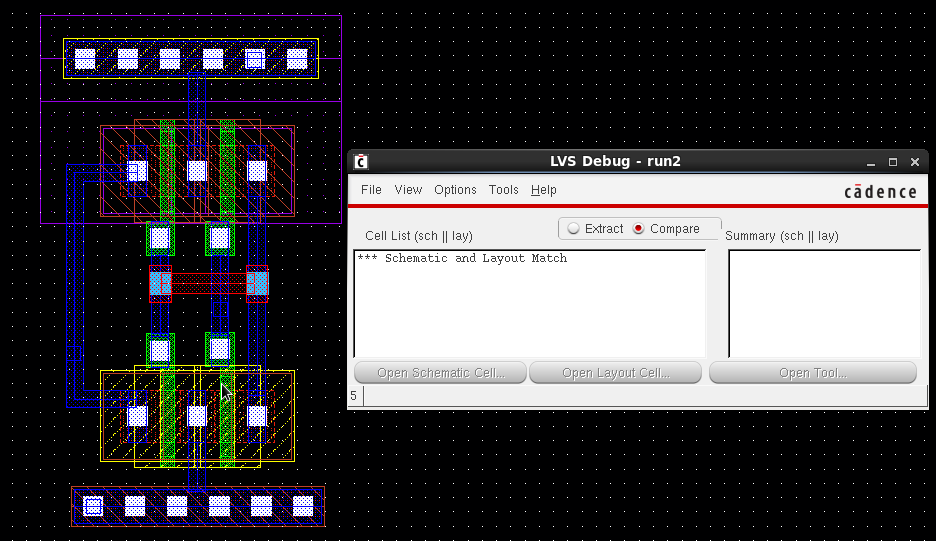 LVS Debug - run2
File View Options Tools Help
cādence
Extract Compare
Cell List (sch || lay)
Summary (sch || lay)
*** Schematic and Layout Match
Open Schematic Cell...
Open Layout Cell...
Open Tool...
5